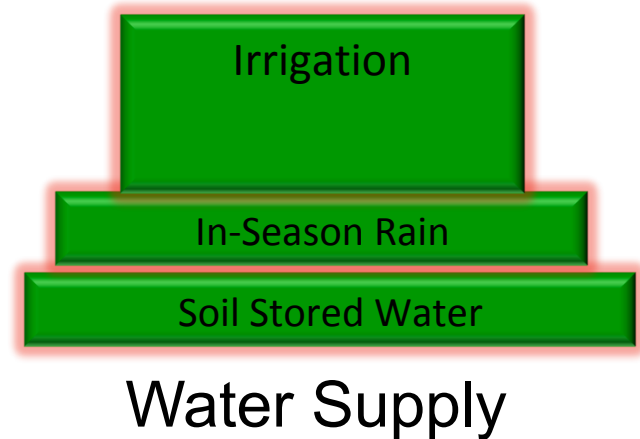 Irrigation
In-Season Rain
Soil Stored Water
Water Supply